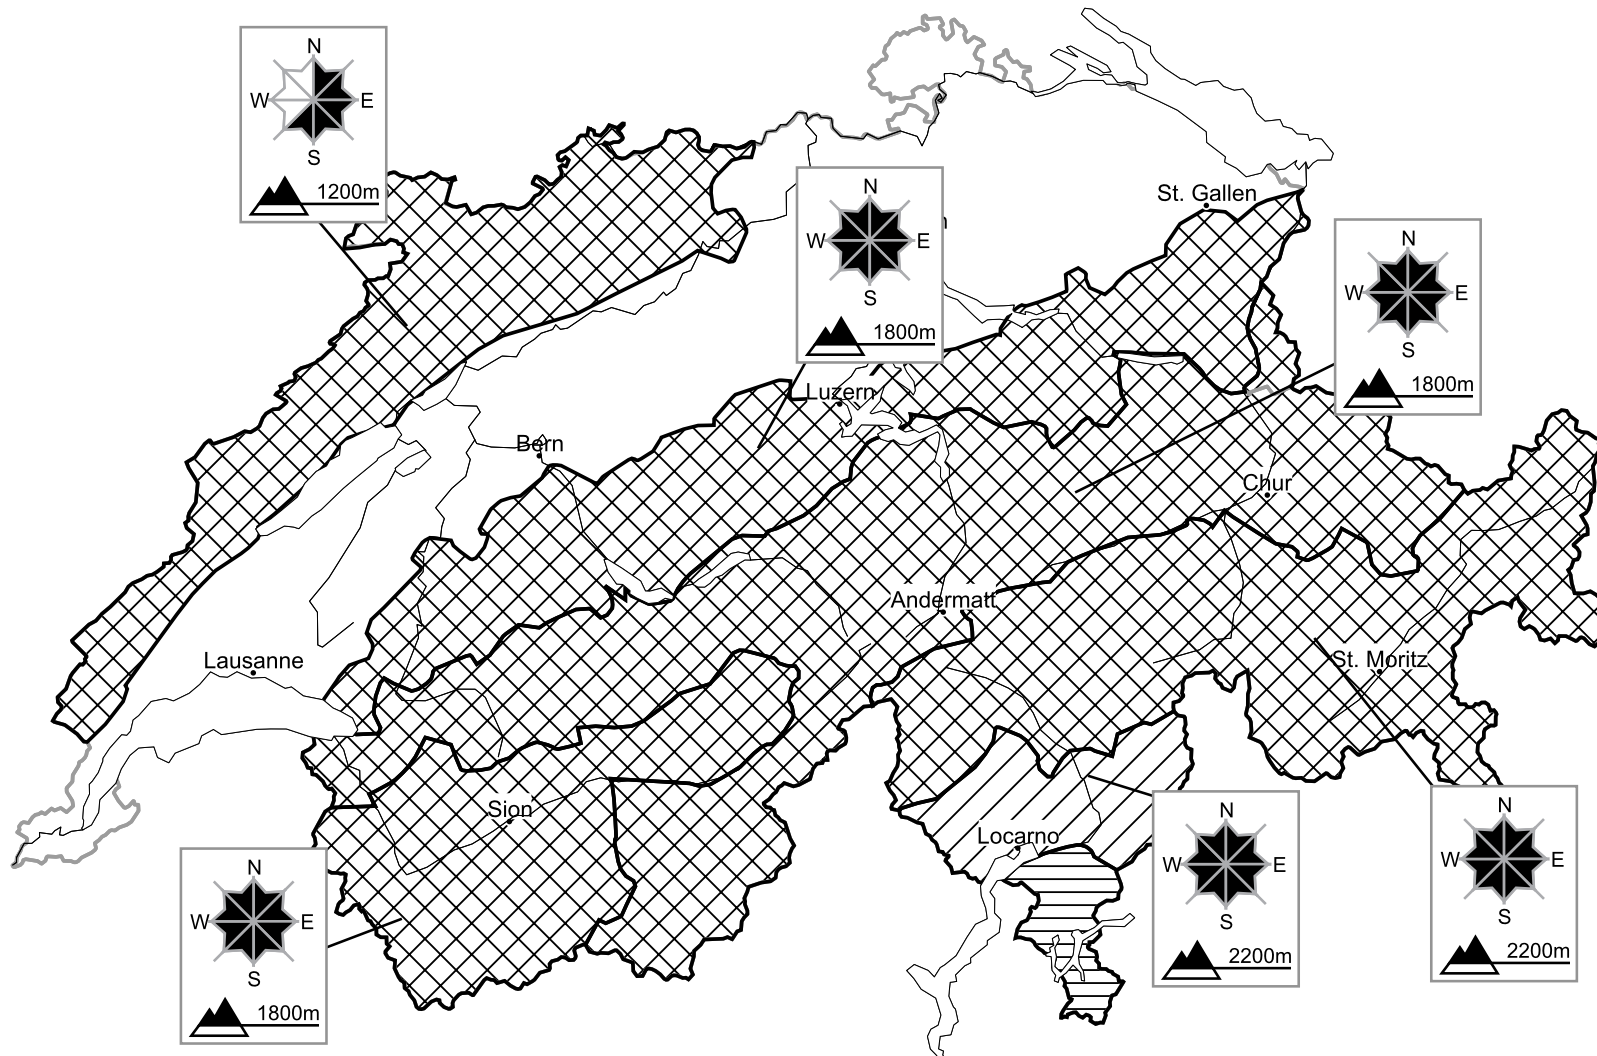 N
W E
S
1200m
N
W E
S
1800m
St. Gallen
N
W E
S
1800m
Luzern
Bern
Chur
Andermatt
Lausanne
St. Moritz
Sion
Locarno
N
W E
S
2200m
N
W E
S
2200m
N
W E
S
1800m